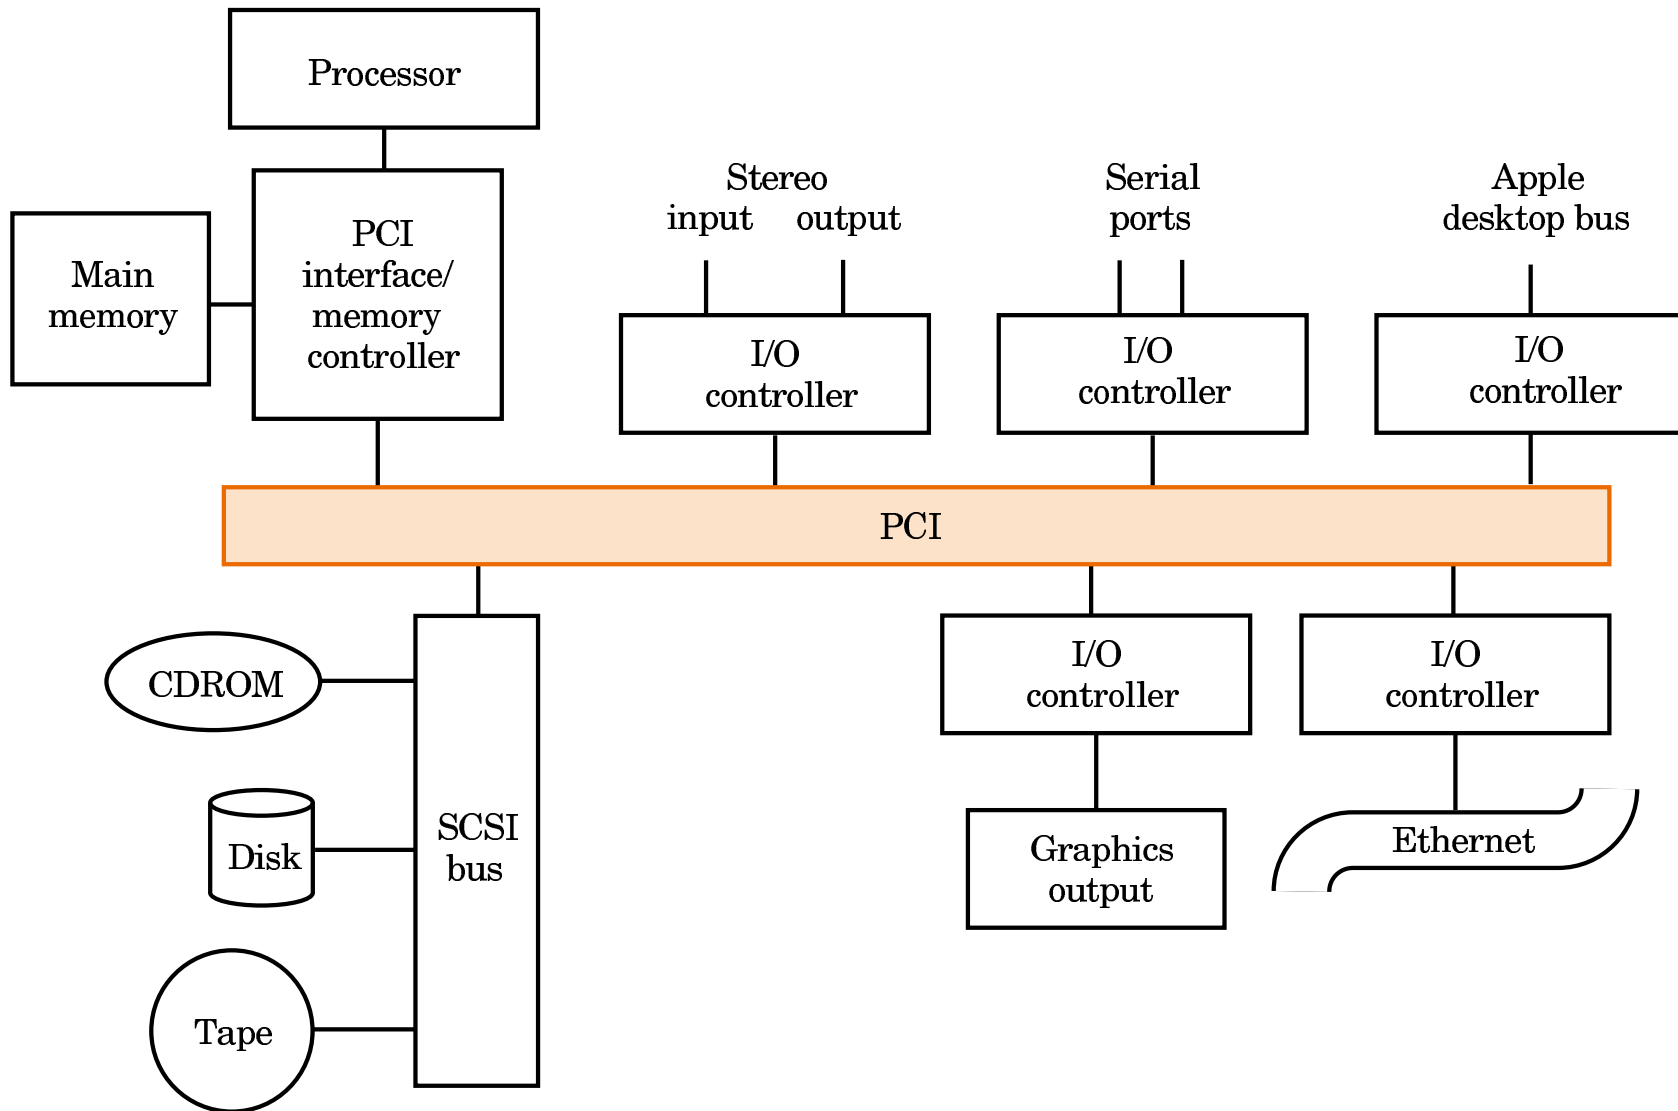 Processor
PCI
interface/
memory
controller
Main
memory
Stereo
input output
Serial
ports
Apple
desktop bus
I/O
controller
I/O
controller
I/O
controller
PCI
CDROM
Disk
Tape
SCSI
bus
I/O
controller
I/O
controller
Graphics
output
Ethernet